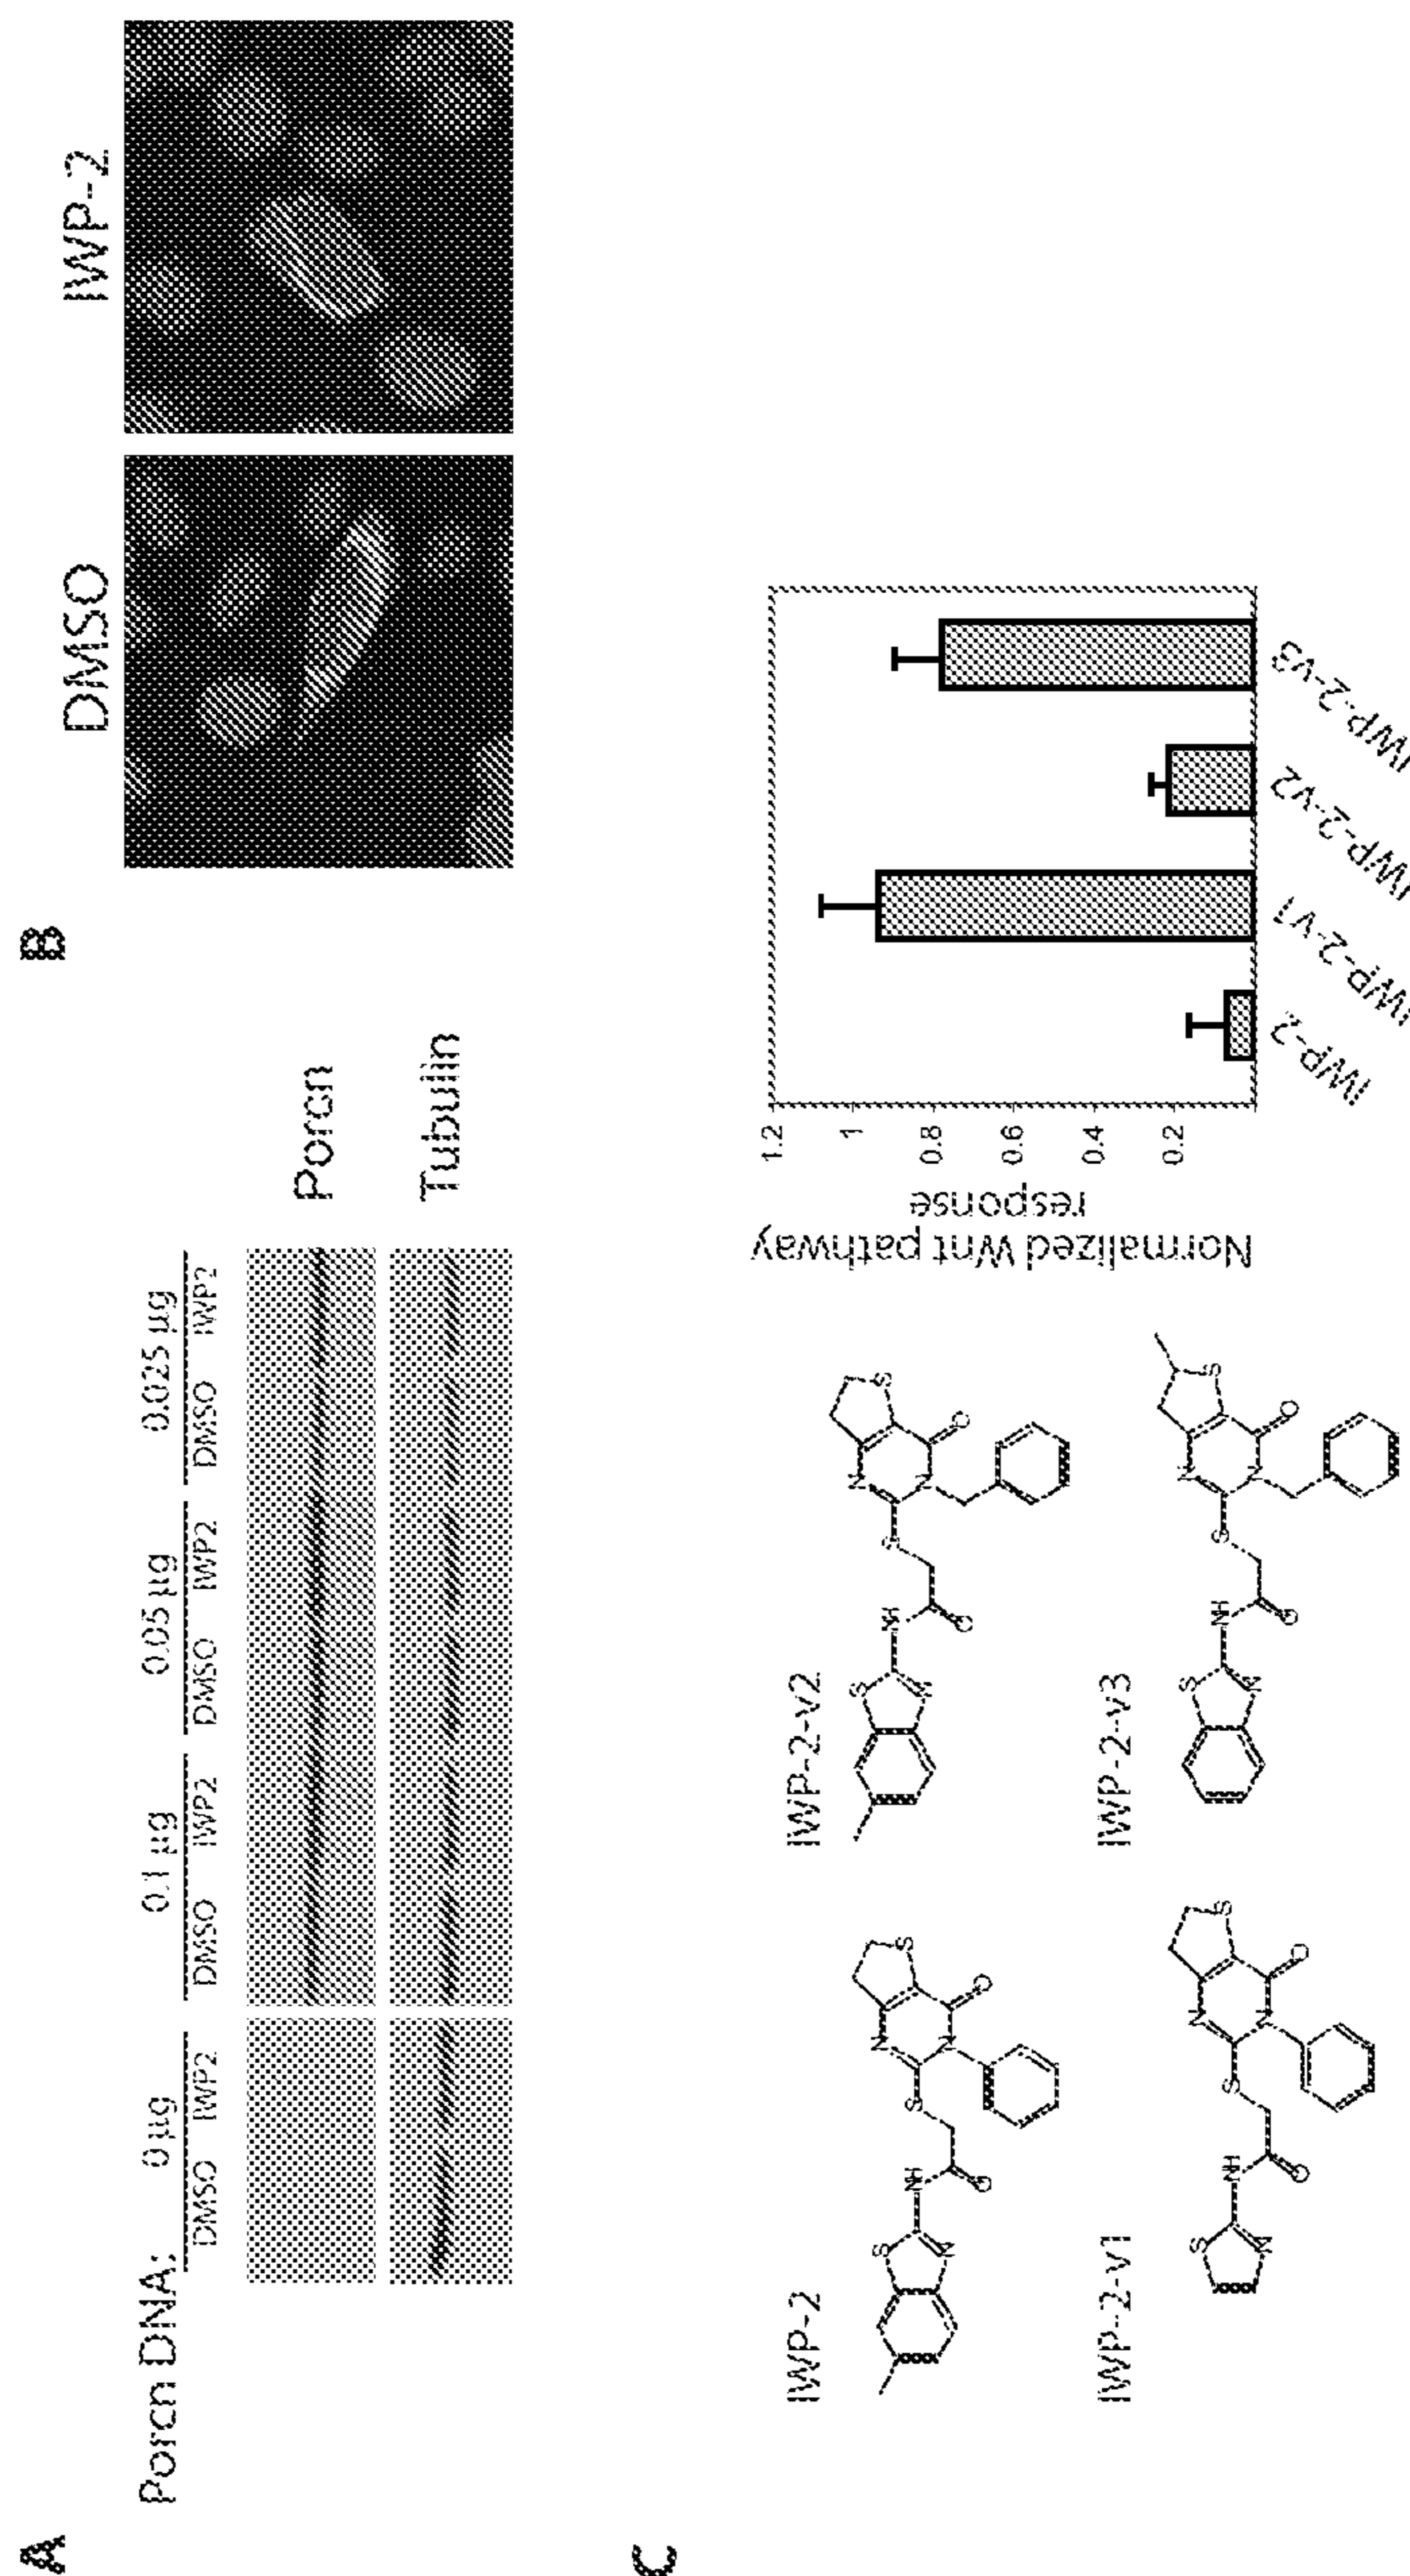 A
Porcn DNA:
0 µg
0.1 µg
0.05 µg
0.025 µg
DMSO IWP2 DMSO IWP2 DMSO IWP2 DMSO IWP2
Porcn
Tubulin
B
DMSO
IWP-2
C
IWP-2
IWP-2-v2
IWP-2-v1
IWP-2-v3
S
N
NH
O
S
N
N
O
S
S
N
NH
O
S
N
N
O
S
S
N
NH
O
S
N
N
O
S
S
N
NH
O
S
N
N
O
S
Normalized Wnt pathway
response
1.2
1
0.8
0.6
0.4
0.2
IWP-2
IWP-2-v1
IWP-2-v2
IWP-2-v3